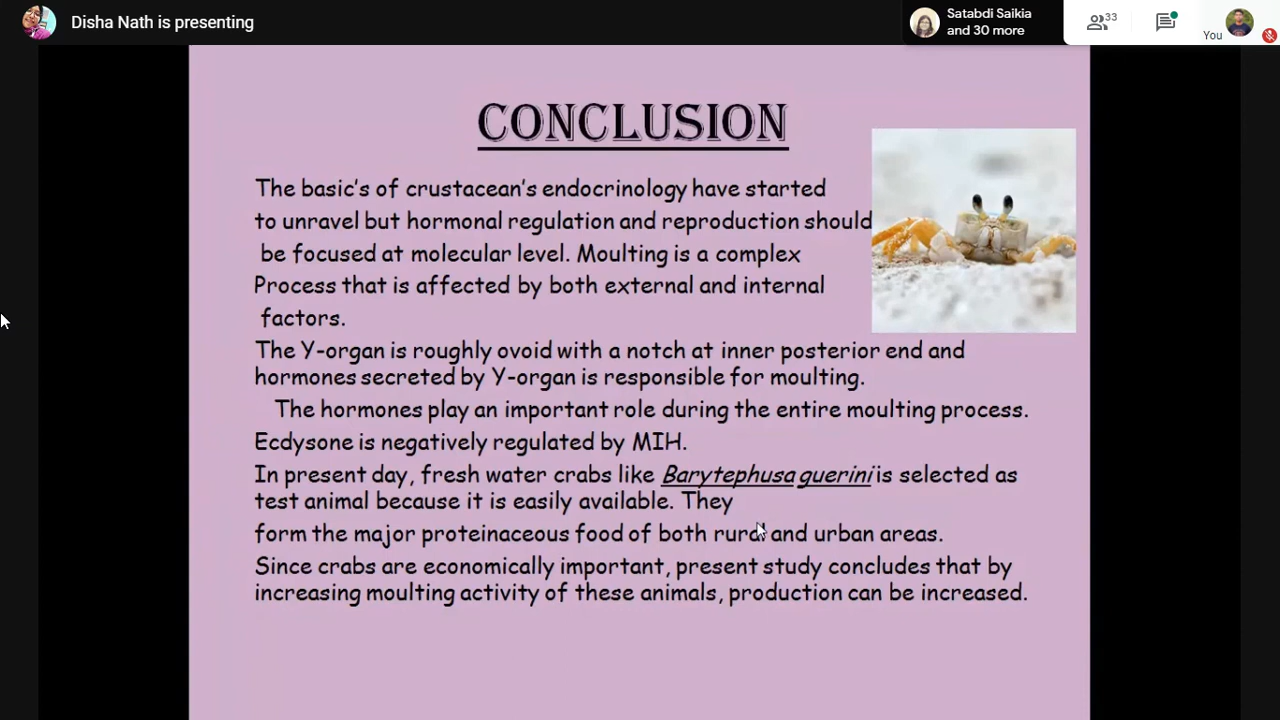 Disha Nath is presenting
Satabdi Saikia
and 30 more
33
You
CONCLUSION
The basic's of crustacean's endocrinology have started
to unravel but hormonal regulation and reproduction should
be focused at molecular level. Moulting is a complex
Process that is affected by both external and internal
factors.
The Y-organ is roughly ovoid with a notch at inner posterior end and
hormones secreted by Y-organ is responsible for moulting.
The hormones play an important role during the entire moulting process.
Ecdysone is negatively regulated by MIH.
In present day, fresh water crabs like Barytephusa guerini is selected as
test animal because it is easily available. They
form the major proteinaceous food of both rural and urban areas.
Since crabs are economically important, present study concludes that by
increasing moulting activity of these animals, production can be increased.